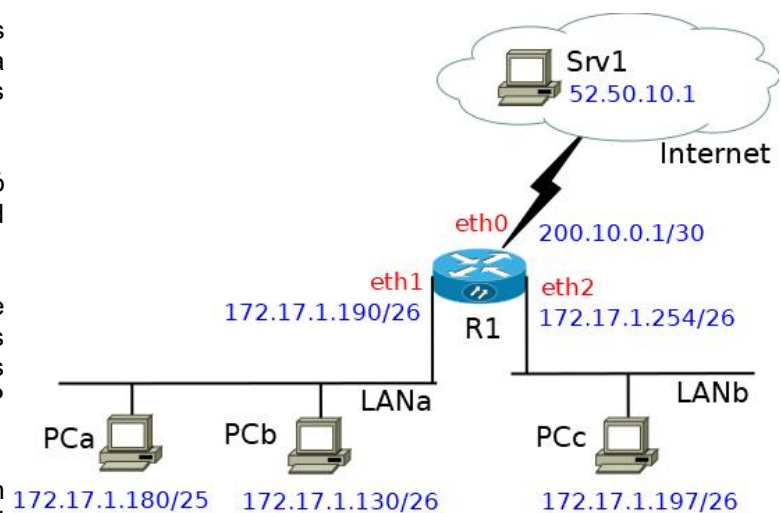 s
a
s
Srv1
52.50.10.1
Internet
ó
eth0
200.10.0.1/30
eth1
eth2
172.17.1.190/26
172.17.1.254/26
R1
e
s
s
LANa
LANb
PCa
PCb
PCc
n
172.17.1.180/25
172.17.1.130/26
172.17.1.197/26